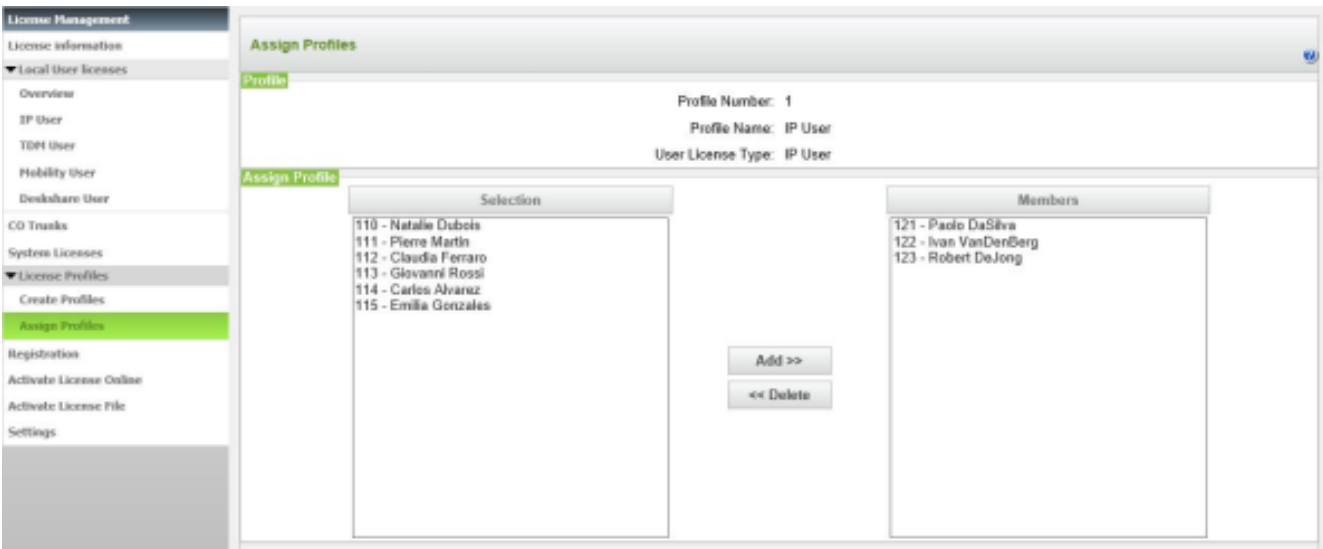 License Management
License information
Local User licenses
Overview
IP User
TDM User
Mobility User
Deskshare User
CO Trunks
System Licenses
License Profiles
Create Profiles
Assign Profiles
Registration
Activate License Online
Activate License File
Settings
Assign Profiles
Profile
Profile Number: 1
Profile Name: IP User
User License Type: IP User
Assign Profile
Selection
110 - Natalie Dubois
111 - Pierre Martin
112 - Claudia Ferraro
113 - Giovanni Rossi
114 - Carlos Alvarez
115 - Emilia Gonzales
Add >>
<< Delete
Members
121 - Paolo DaSilva
122 - Ivan VanDenBerg
123 - Robert DeJong